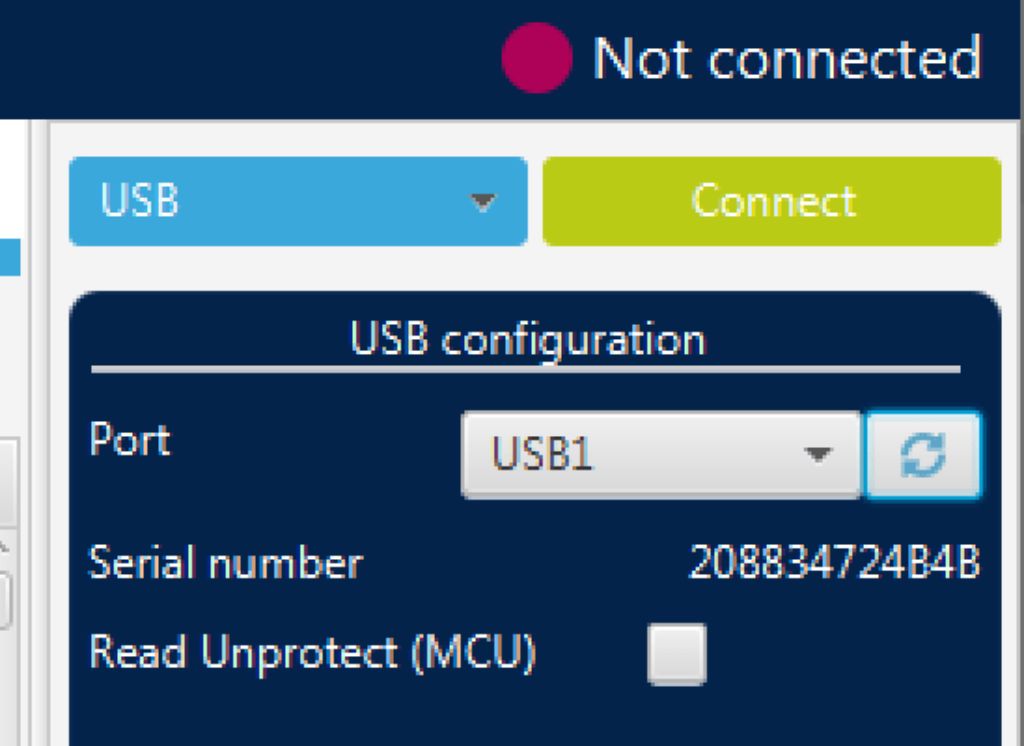 Not connected
USB
Connect
USB configuration
Port
USB1
Serial number
208834724B4B
Read Unprotect (MCU)